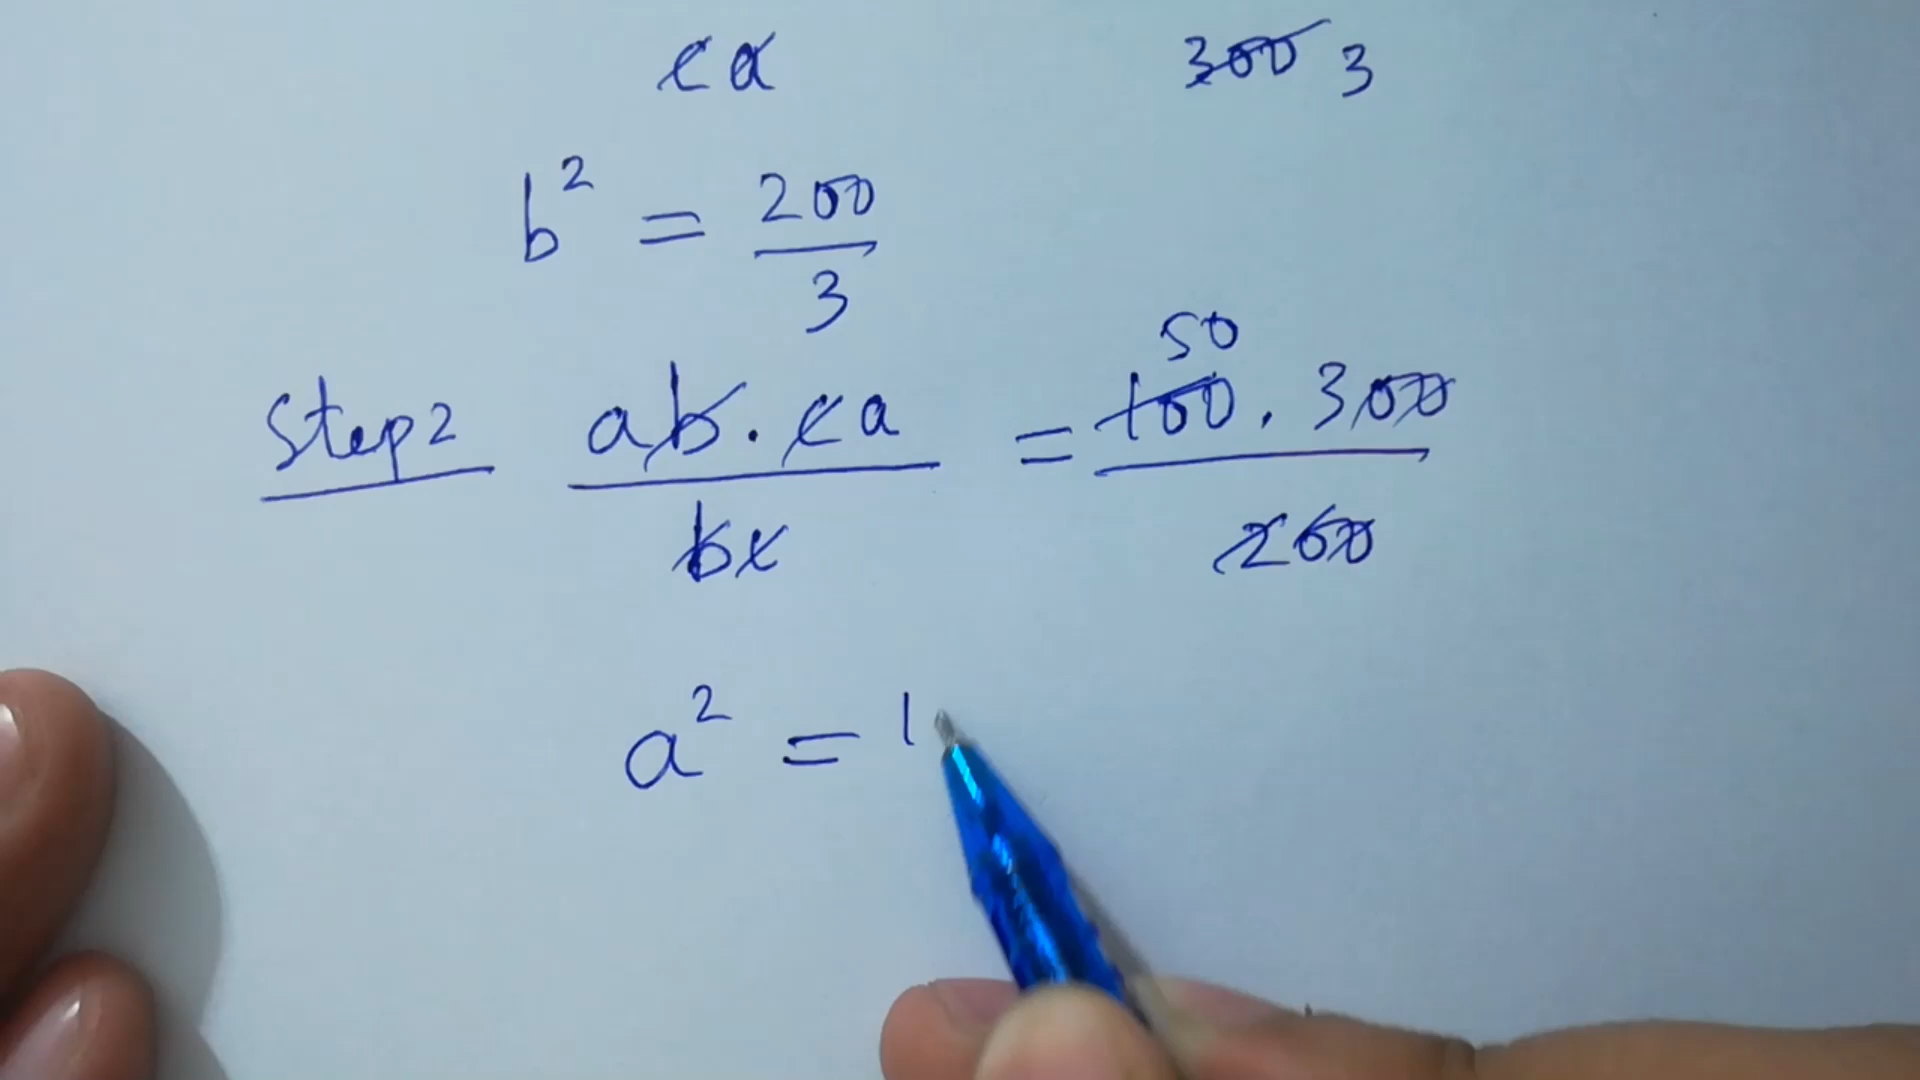 ca 300 3
b² = 200/3
50
Step2 ab.ca/bc = 100.300/200
a² = 1